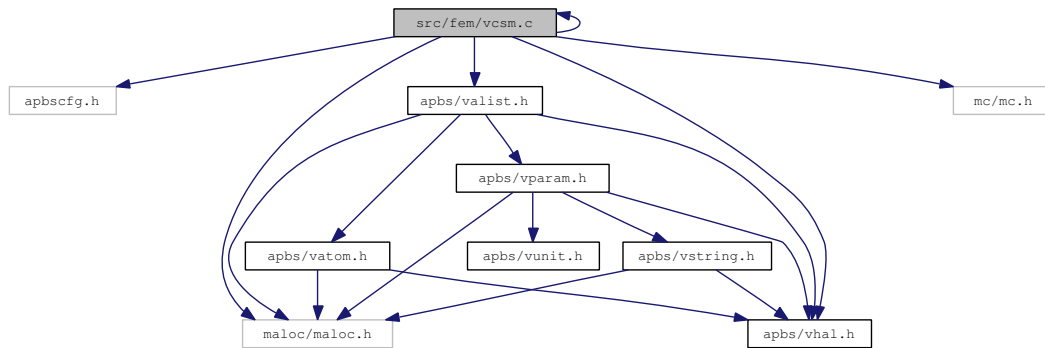 src/fem/vcsm.c
apbscfg.h
apbs/valist.h
mc/mc.h
apbs/vparam.h
apbs/vatom.h
apbs/vunit.h
apbs/vstring.h
maloc/maloc.h
apbs/vhal.h